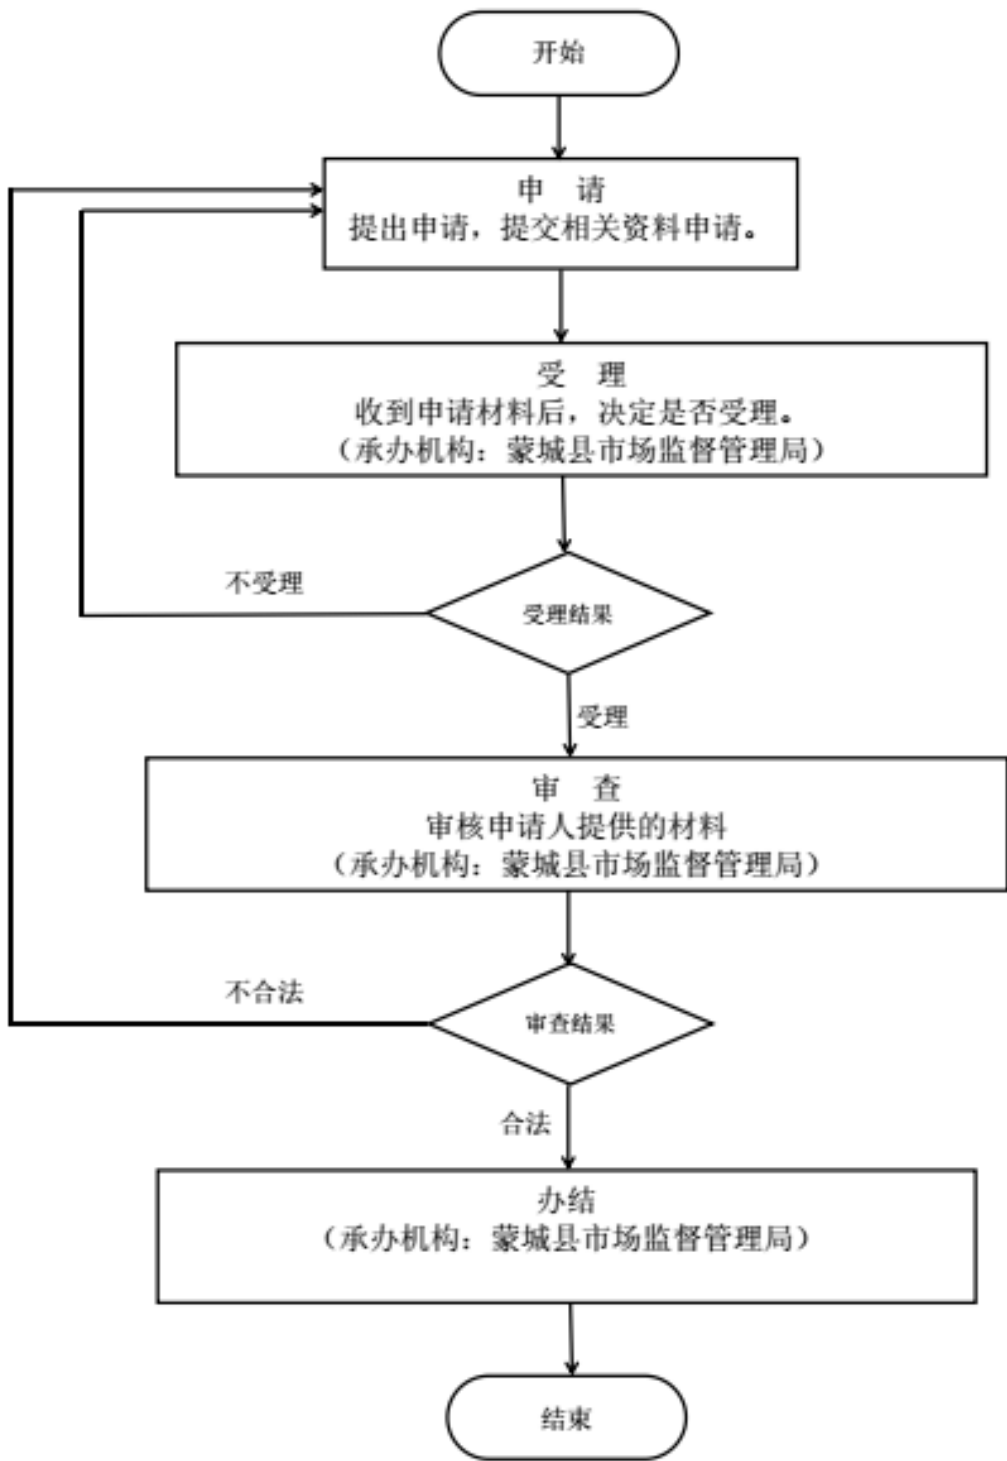 开始
申 请
提出申请，提交相关资料申请。
受 理
收到申请材料后，决定是否受理。
（承办机构：蒙城县市场监督管理局）
不受理
受理结果
受理
审 查
审核申请人提供的材料
（承办机构：蒙城县市场监督管理局）
不合法
审查结果
合法
办结
（承办机构：蒙城县市场监督管理局）
结束